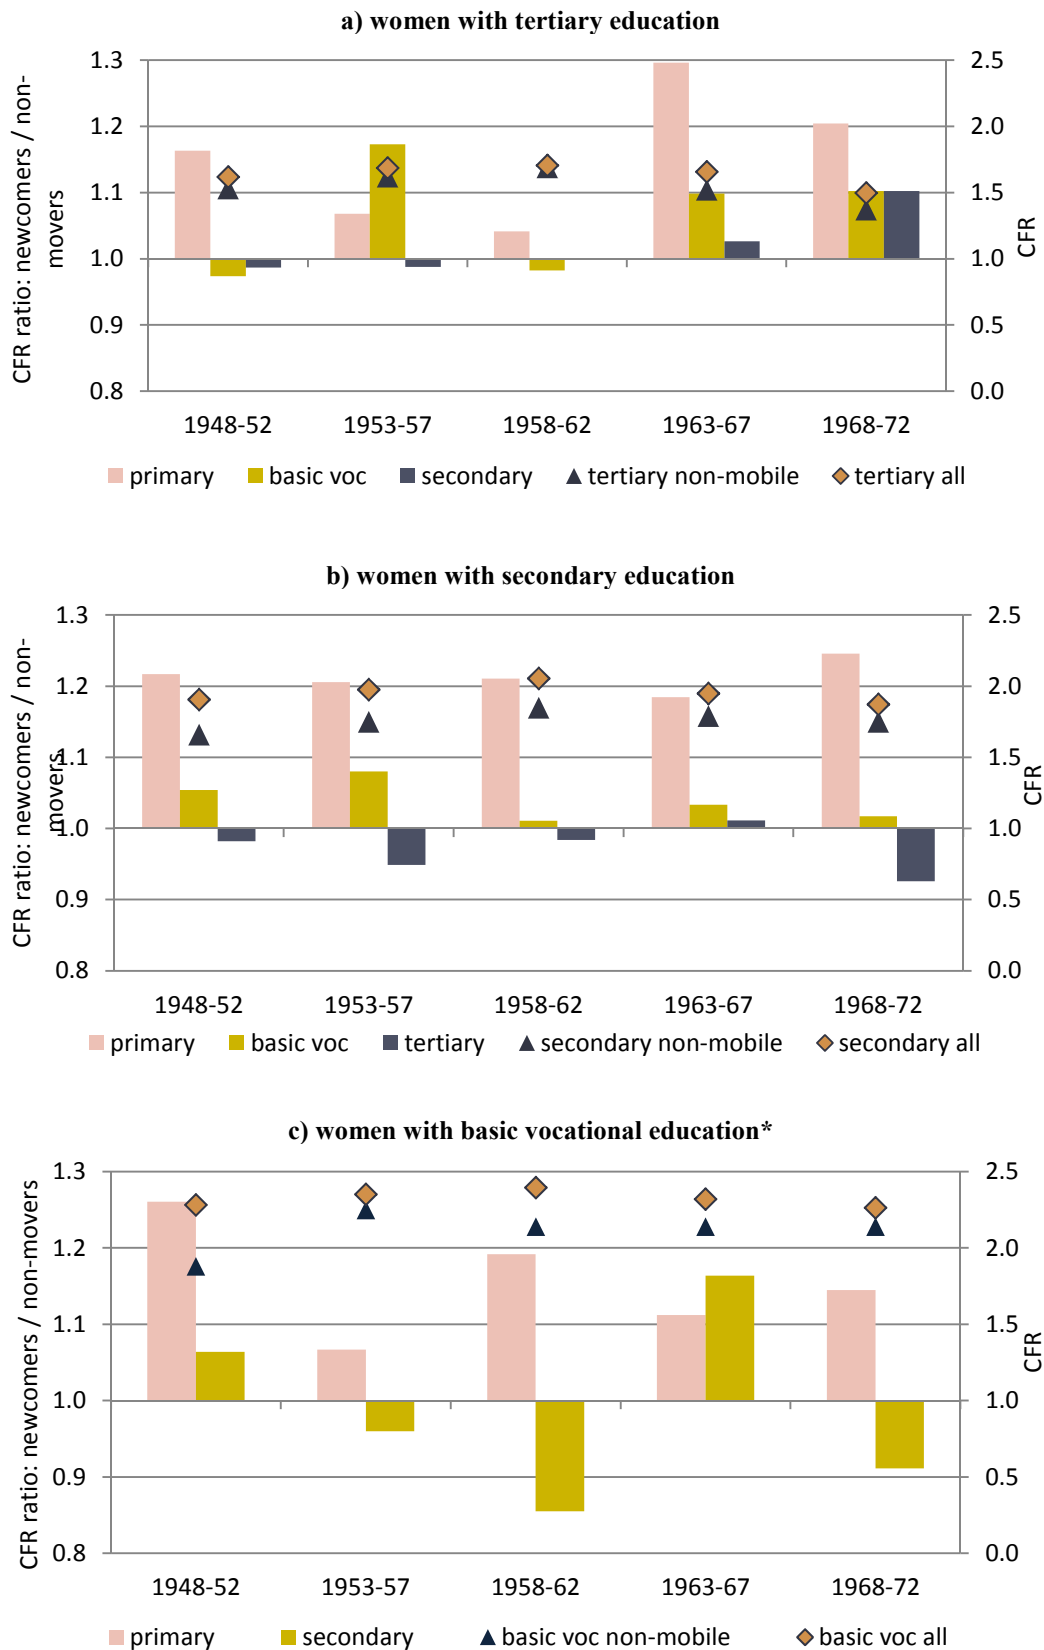 a) women with tertiary education
CFR ratio: newcomers / non-
movers
1.3
1.2
1.1
1.0
0.9
0.8
2.5
2.0
1.5
1.0
0.5
0.0
CFR
1948-52 1953-57 1958-62 1963-67 1968-72
primary basic voc secondary tertiary non-mobile tertiary all
b) women with secondary education
CFR ratio: newcomers / non-
movers
1.3
1.2
1.1
1.0
0.9
0.8
2.5
2.0
1.5
1.0
0.5
0.0
CFR
1948-52 1953-57 1958-62 1963-67 1968-72
primary basic voc tertiary secondary non-mobile secondary all
c) women with basic vocational education*
CFR ratio: newcomers / non-movers
1.3
1.2
1.1
1.0
0.9
0.8
2.5
2.0
1.5
1.0
0.5
0.0
CFR
1948-52 1953-57 1958-62 1963-67 1968-72
primary secondary basic voc non-mobile basic voc all